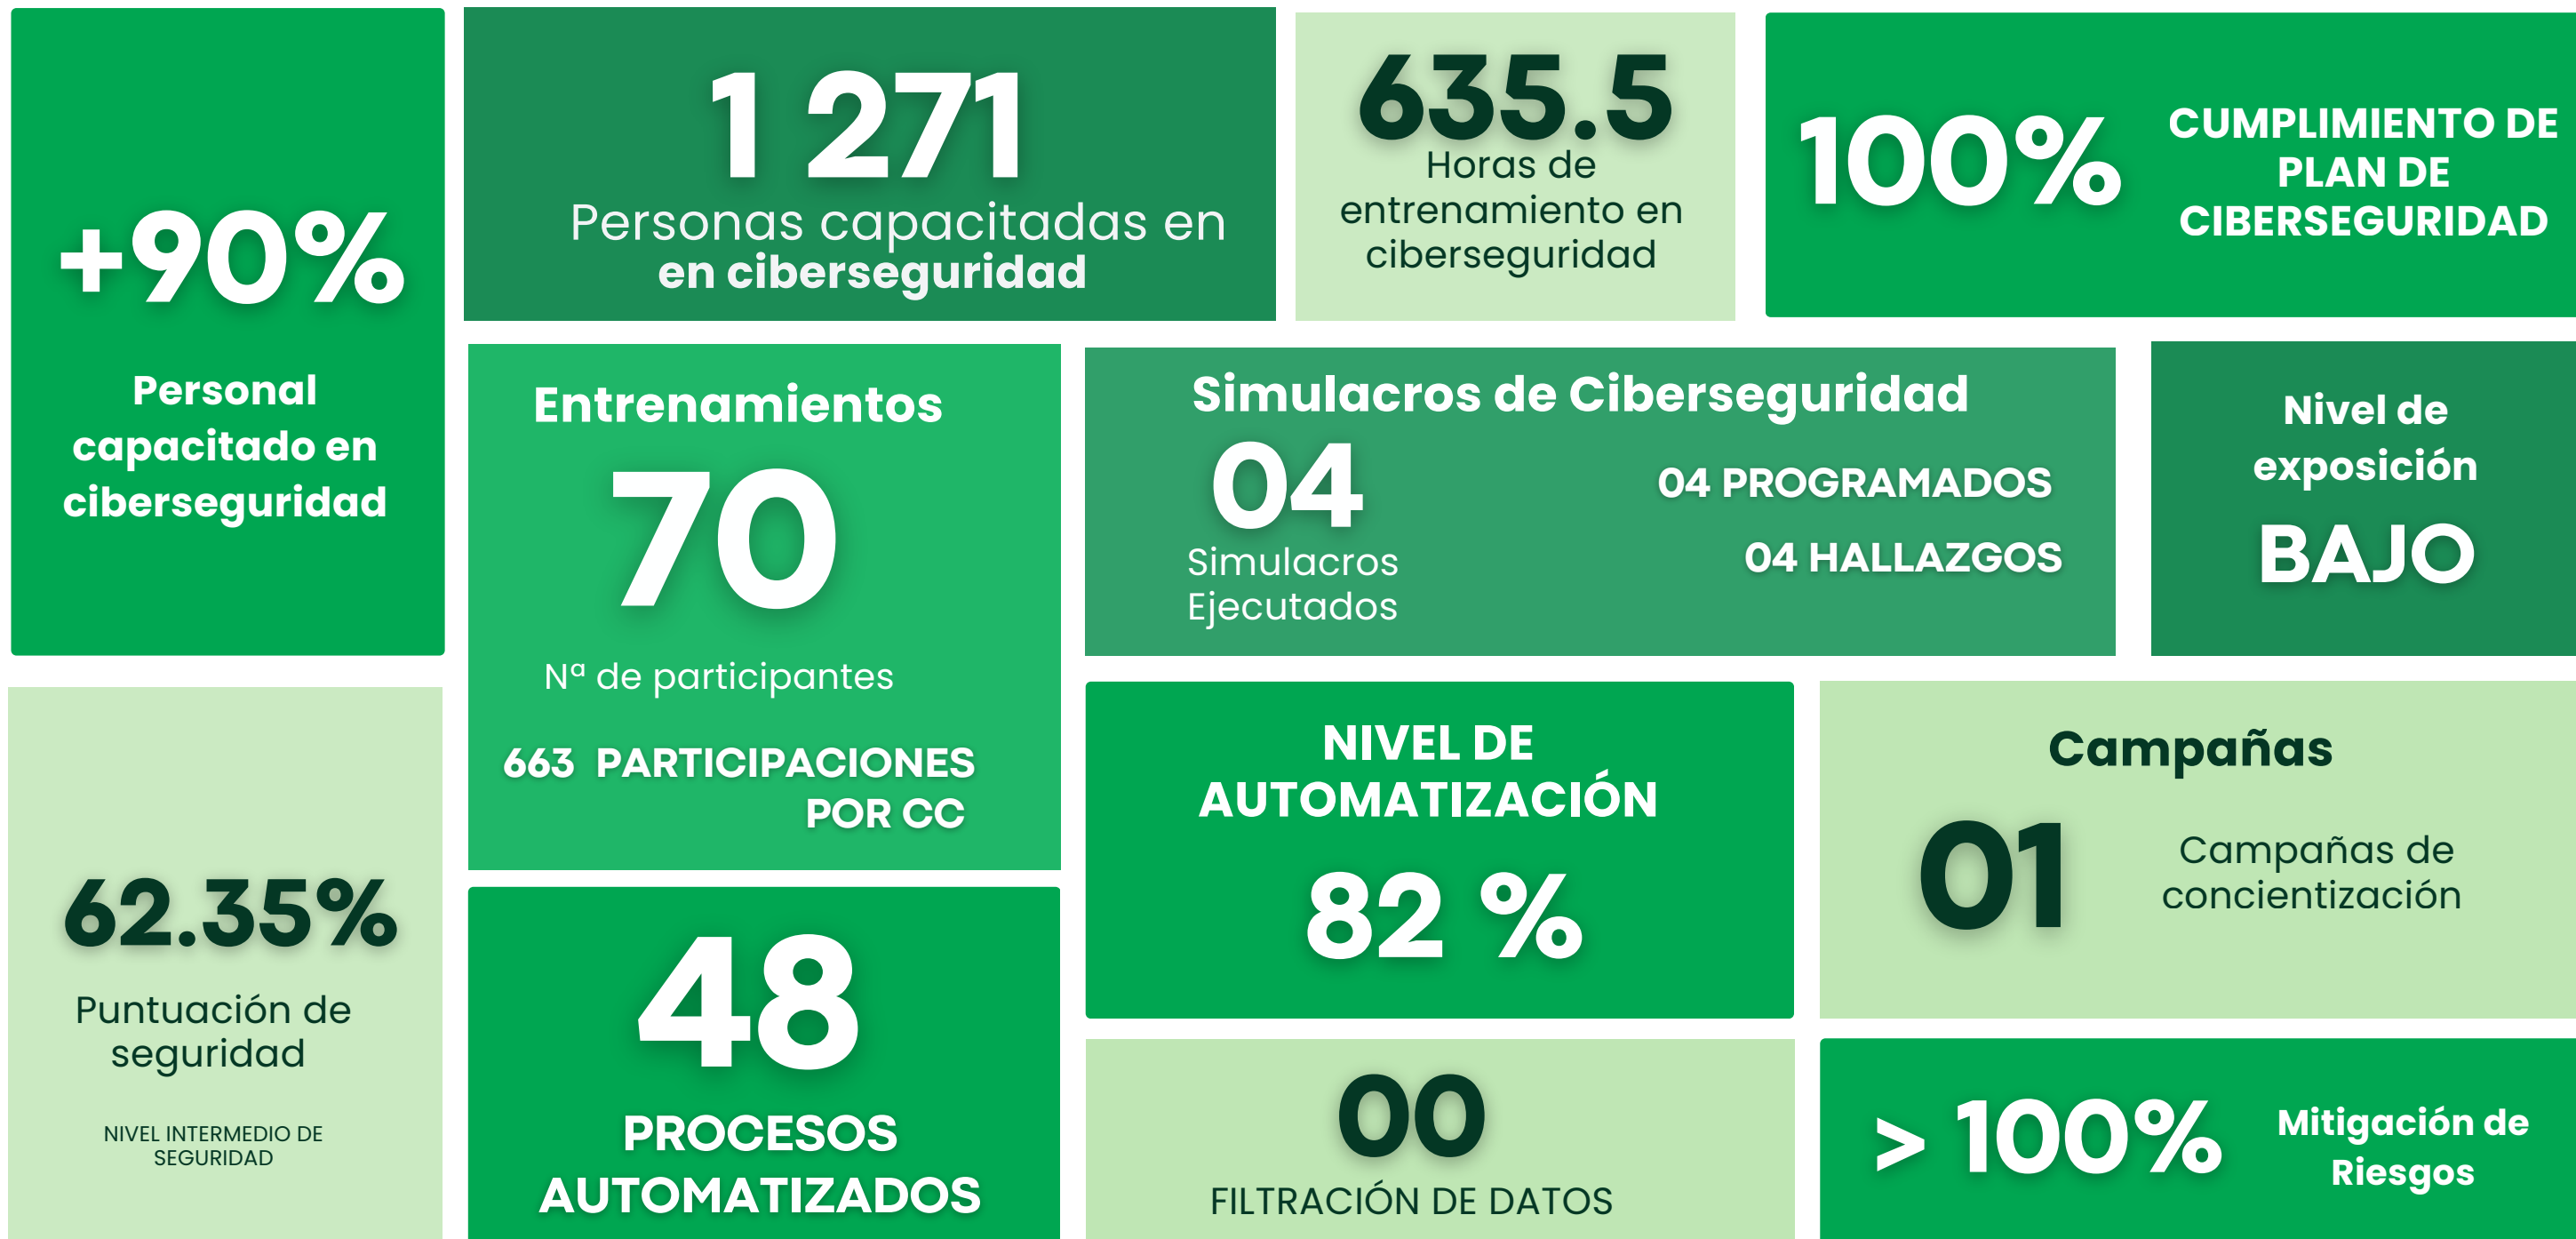 +90%
Personal
capacitado en
ciberseguridad
1 271
Personas capacitadas en
en ciberseguridad
635.5
Horas de
entrenamiento en
ciberseguridad
100%
CUMPLIMIENTO DE
PLAN DE
CIBERSEGURIDAD
Entrenamientos
70
Nª de participantes
663 PARTICIPACIONES
POR CC
Simulacros de Ciberseguridad
04
Simulacros
Ejecutados
04 PROGRAMADOS
04 HALLAZGOS
Nivel de
exposición
BAJO
62.35%
Puntuación de
seguridad
NIVEL INTERMEDIO DE
SEGURIDAD
48
PROCESOS
AUTOMATIZADOS
NIVEL DE
AUTOMATIZACIÓN
82 %
Campañas
01
Campañas de
concientización
00
FILTRACIÓN DE DATOS
> 100%
Mitigación de
Riesgos